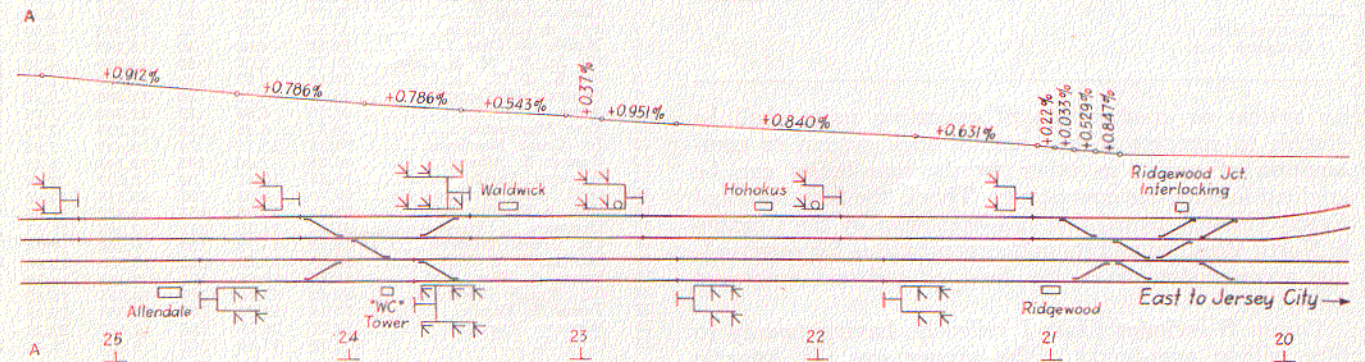 A
+0.912%
+0.786%
+0.786%
+0.543%
+0.37%
+0.951%
+0.840%
+0.631%
+0.22%
+0.033%
+0.529%
+0.847%
Waldwick
Hohokus
Ridgewood Jct.
Interlocking
Allendale
"WC"
Tower
Ridgewood
East to Jersey City
A
25
24
23
22
21
20